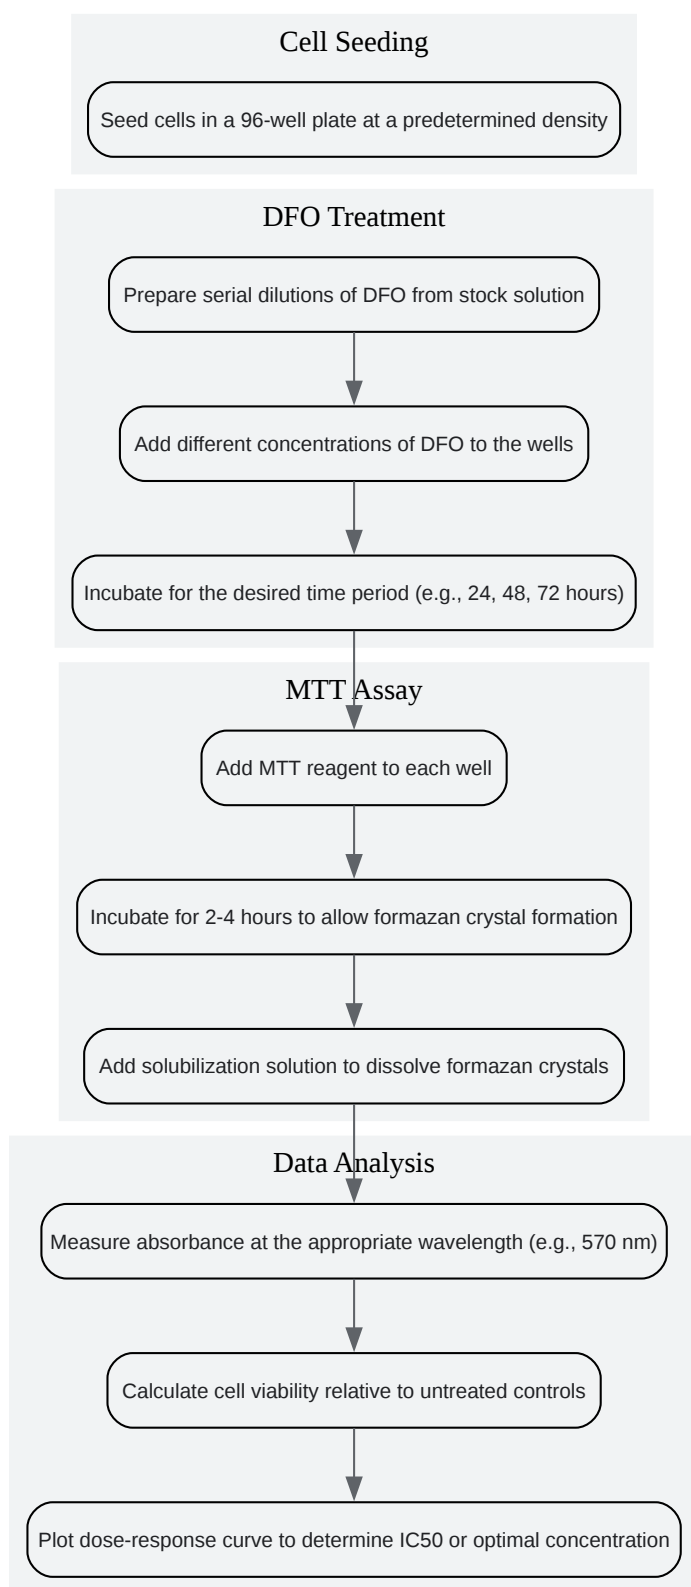 Cell Seeding
Seed cells in a 96-well plate at a predetermined density
DFO Treatment
Prepare serial dilutions of DFO from stock solution
Add different concentrations of DFO to the wells
Incubate for the desired time period (e.g., 24, 48, 72 hours)
MTT Assay
Add MTT reagent to each well
Incubate for 2-4 hours to allow formazan crystal formation
Add solubilization solution to dissolve formazan crystals
Data Analysis
Measure absorbance at the appropriate wavelength (e.g., 570 nm)
Calculate cell viability relative to untreated controls
Plot dose-response curve to determine IC50 or optimal concentration